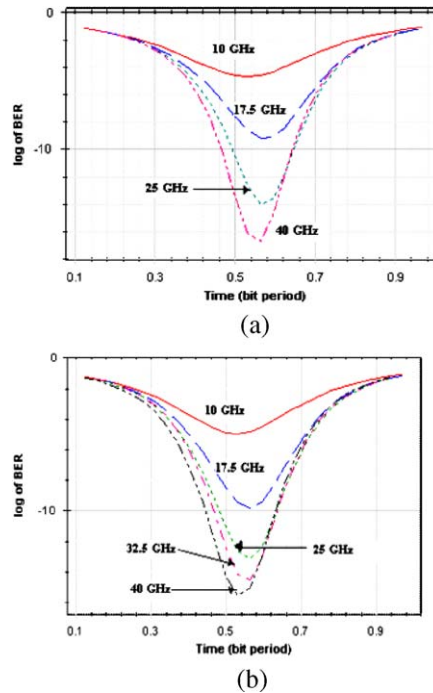 0
10 GHz
17.5 GHz
-10
25 GHz
40 GHz
log of BER
0.1 0.3 0.5 0.7 0.9
Time (bit period)
(a)
0
10 GHz
17.5 GHz
-10
32.5 GHz
25 GHz
40 GHz
log of BER
0.1 0.3 0.5 0.7 0.9
Time (bit period)
(b)